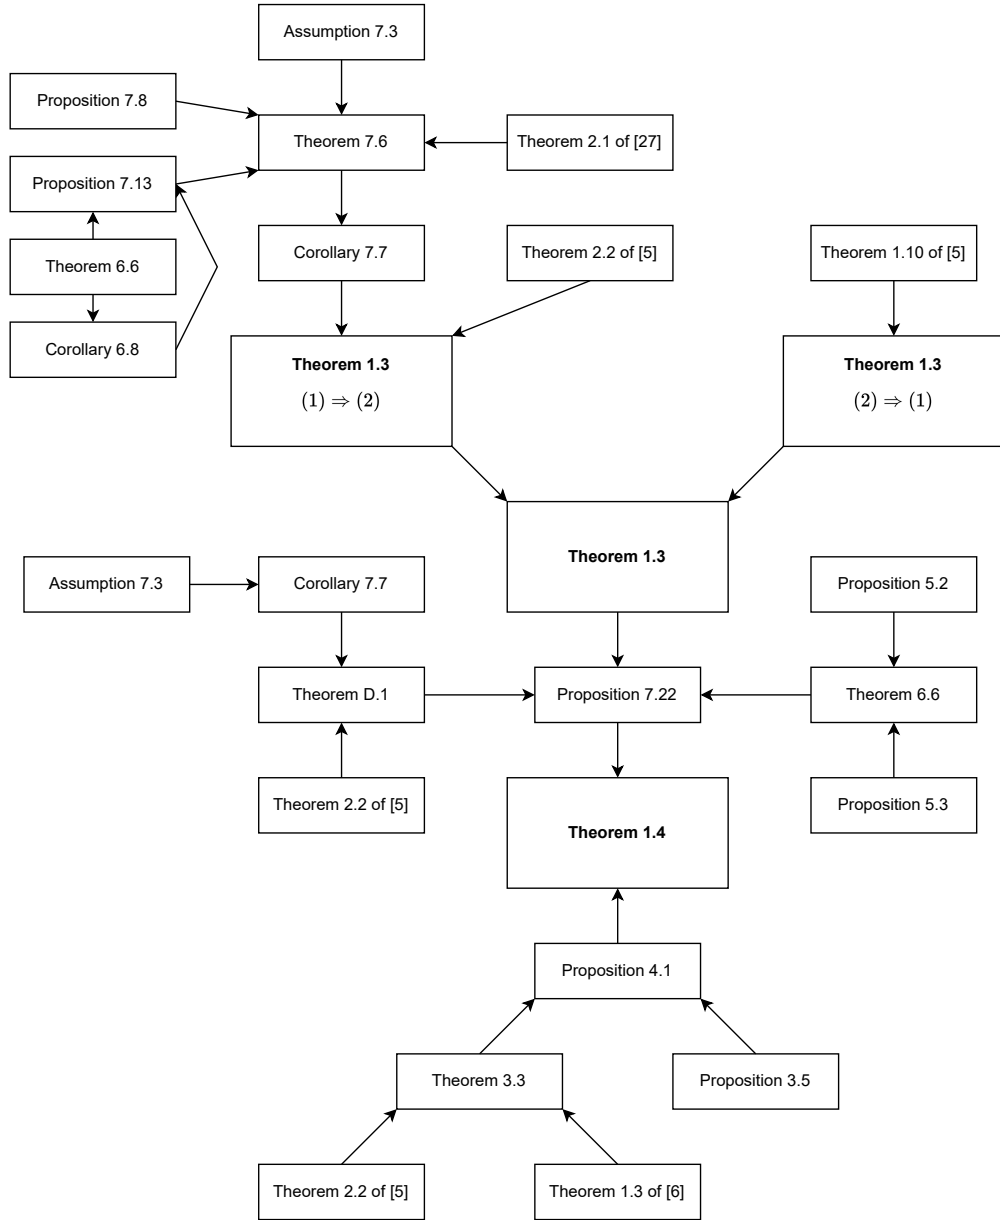 Assumption 7.3
Proposition 7.8
Theorem 7.6
Theorem 2.1 of [27]
Proposition 7.13
Theorem 6.6
Corollary 7.7
Theorem 2.2 of [5]
Theorem 1.10 of [5]
Corollary 6.8
Theorem 1.3
(1) ⇒ (2)
Theorem 1.3
(2) ⇒ (1)
Theorem 1.3
Assumption 7.3
Corollary 7.7
Proposition 5.2
Theorem D.1
Proposition 7.22
Theorem 6.6
Theorem 2.2 of [5]
Proposition 5.3
Theorem 1.4
Proposition 4.1
Theorem 3.3
Proposition 3.5
Theorem 2.2 of [5]
Theorem 1.3 of [6]